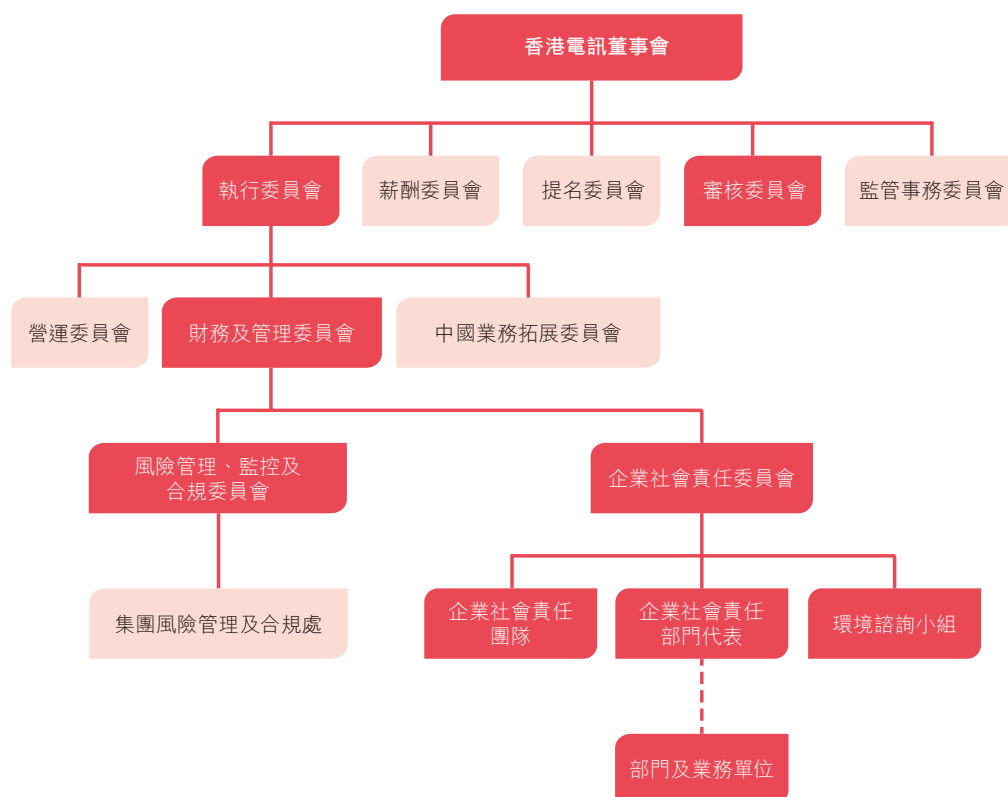 香港電訊董事會
執行委員會
薪酬委員會
提名委員會
審核委員會
監管事務委員會
營運委員會
財務及管理委員會
中國業務拓展委員會
風險管理、監控及
合規委員會
企業社會責任委員會
集團風險管理及合規處
企業社會責任
團隊
企業社會責任
部門代表
環境諮詢小組
部門及業務單位